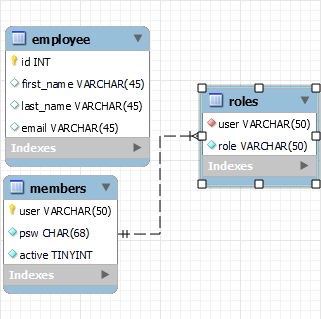 employee
id INT
first_name VARCHAR(45)
last_name VARCHAR(45)
email VARCHAR(45)
Indexes
roles
user VARCHAR(50)
role VARCHAR(50)
Indexes
members
user VARCHAR(50)
psw CHAR(68)
active TINYINT
Indexes